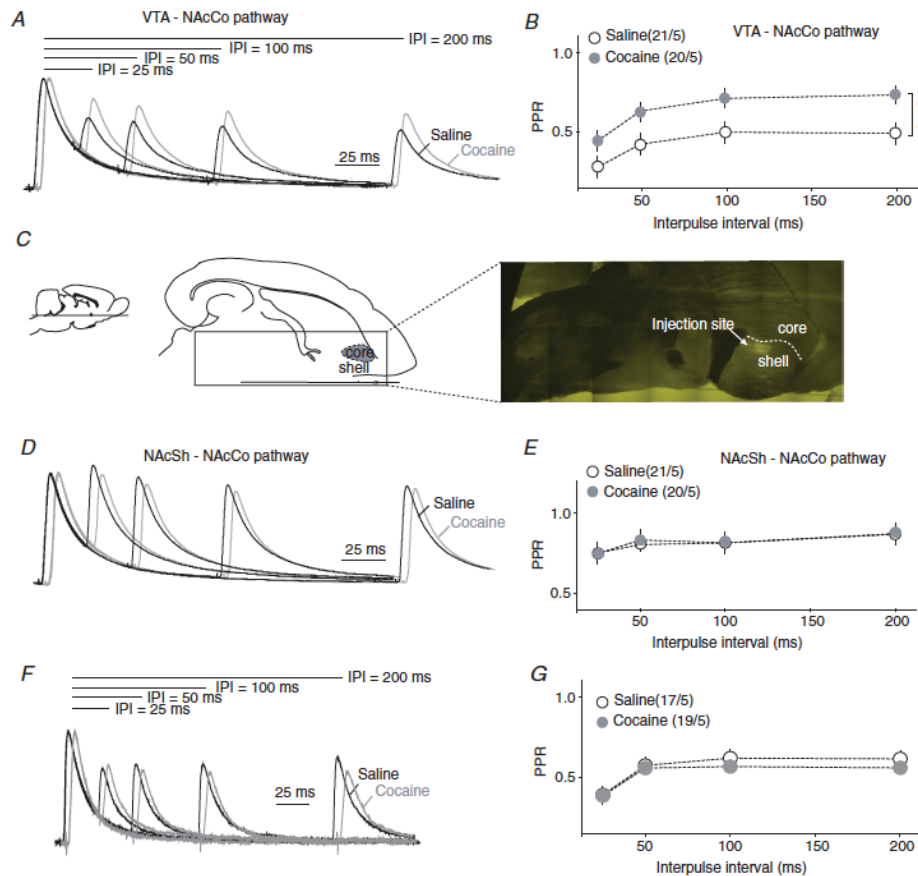 A
VTA - NAcCo pathway
IPI = 200 ms
IPI = 100 ms
IPI = 50 ms
IPI = 25 ms
Saline
Cocaine
25 ms
B
Saline(21/5)
VTA - NAcCo pathway
Cocaine (20/5)
1.0
0.5
PPR
50
100
150
200
Interpulse interval (ms)
C
core
shell
Injection site
core
shell
D
NAcSh - NAcCo pathway
Saline
Cocaine
25 ms
E
NAcSh - NAcCo pathway
Saline(21/5)
Cocaine (20/5)
1.0
0.5
PPR
50
100
150
200
Interpulse interval (ms)
F
IPI = 200 ms
IPI = 100 ms
IPI = 50 ms
IPI = 25 ms
Saline
Cocaine
25 ms
G
1.0
Saline(17/5)
Cocaine (19/5)
0.5
PPR
50
100
150
200
Interpulse interval (ms)